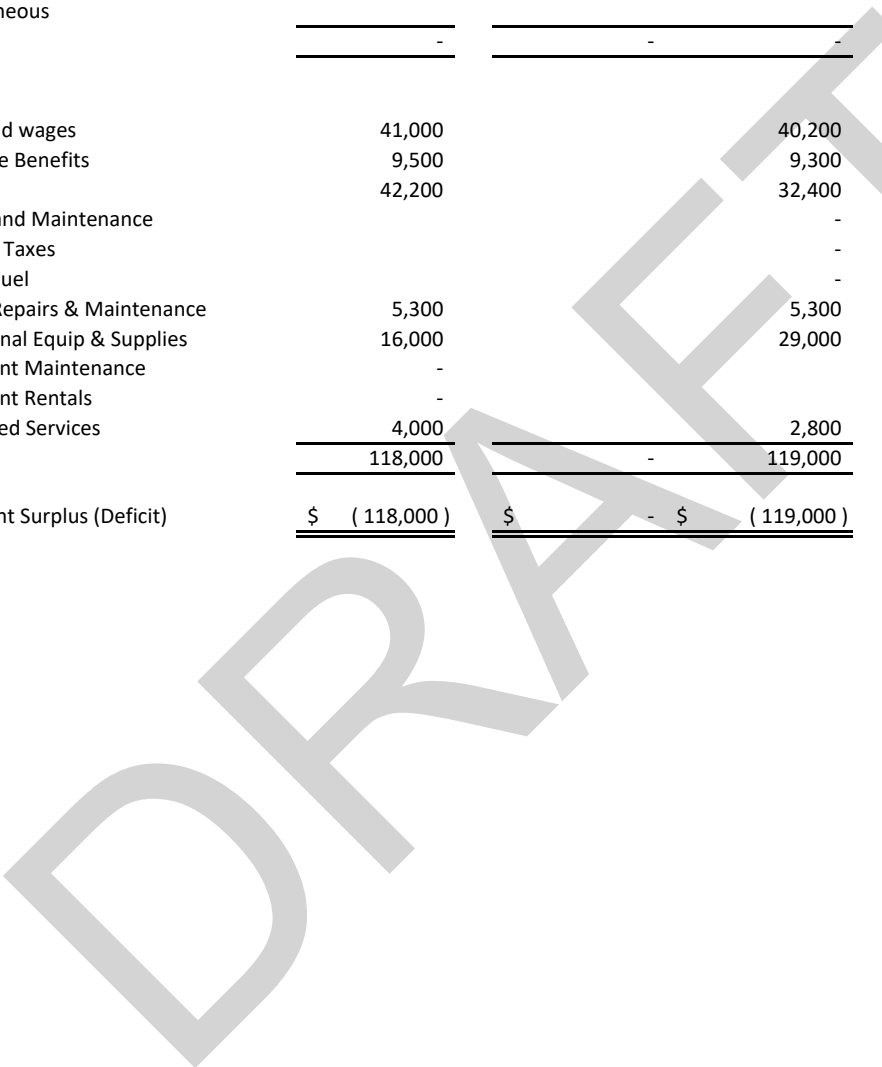 neous
- - -
d wages 41,000 40,200
e Benefits 9,500 9,300
42,200 32,400
and Maintenance -
Taxes -
uel -
Repairs & Maintenance 5,300 5,300
nal Equip & Supplies 16,000 29,000
nt Maintenance -
nt Rentals -
ed Services 4,000 2,800
118,000 - 119,000
nt Surplus (Deficit) $ ( 118,000 ) $ - $ ( 119,000 )
DRAFT